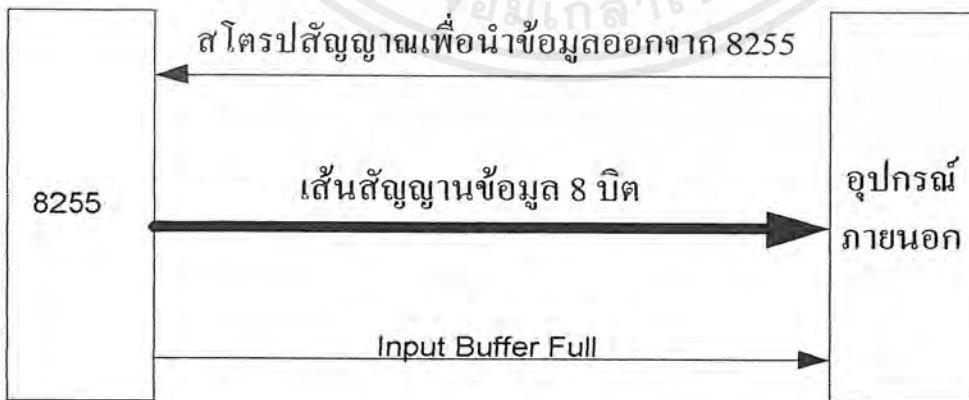 สโตรปสัญญาณเพื่อนำข้อมูลออกจาก 8255
8255
เส้นสัญญานข้อมูล 8 บิต
อุปกรณ์
ภายนอก
Input Buffer Full